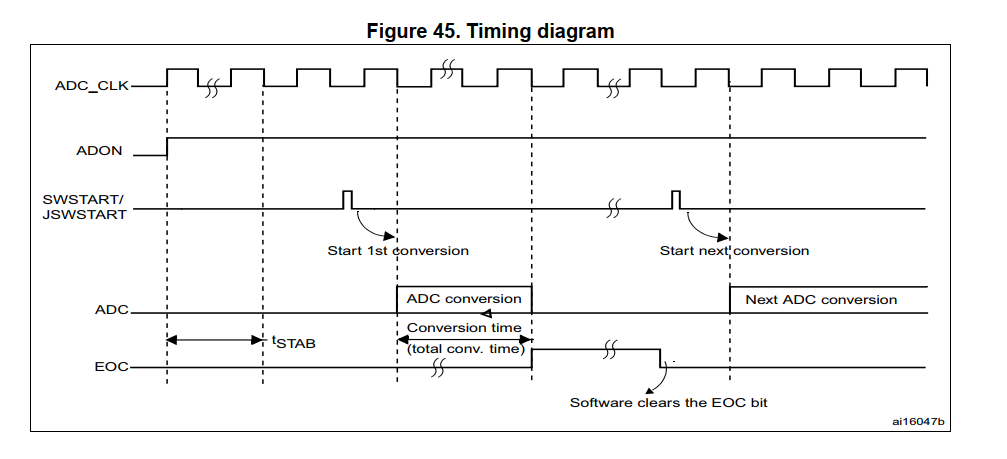 Figure 45. Timing diagram
ADC_CLK
ADON
SWSTART/
JSWSTART
Start 1st conversion
Start next conversion
ADC
ADC conversion
Next ADC conversion
Conversion time
(total conv. time)
tSTAB
EOC
Software clears the EOC bit
ai16047b